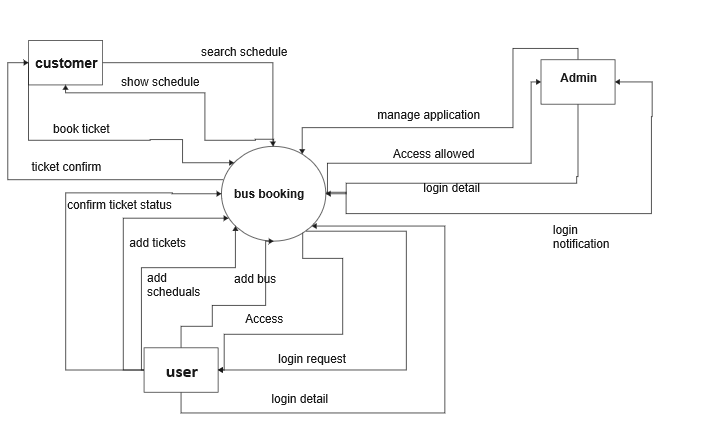 search schedule
customer
Admin
show schedule
manage application
book ticket
Access allowed
ticket confirm
login detail
bus booking
confirm ticket status
login
notification
add tickets
add
scheduals
add bus
Access
login request
user
login detail